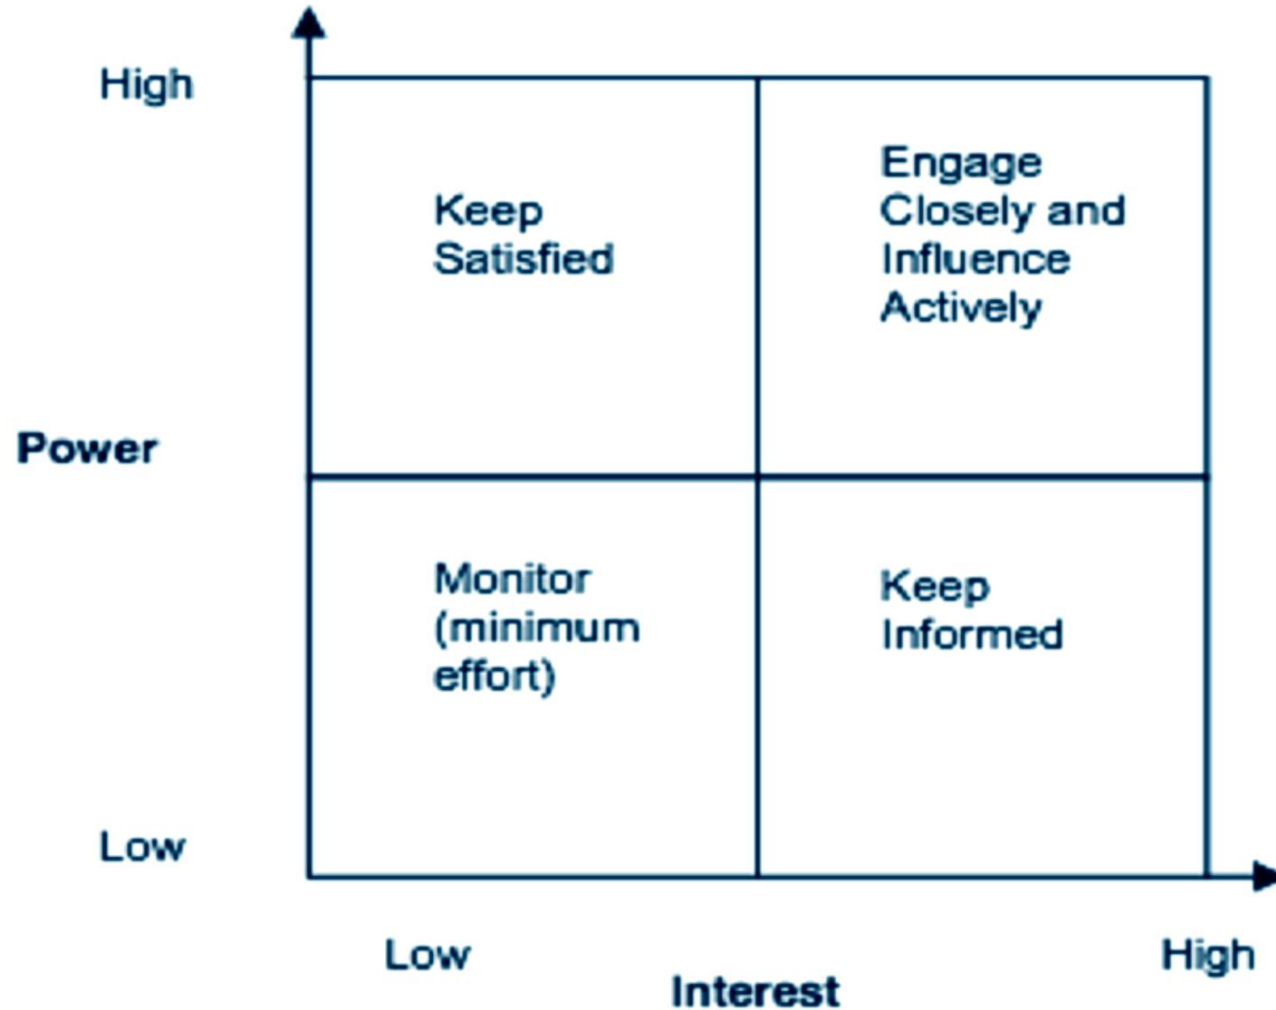 High
Keep
Satisfied
Engage
Closely and
Influence
Actively
Power
Monitor
(minimum
effort)
Keep
Informed
Low
Low
High
Interest